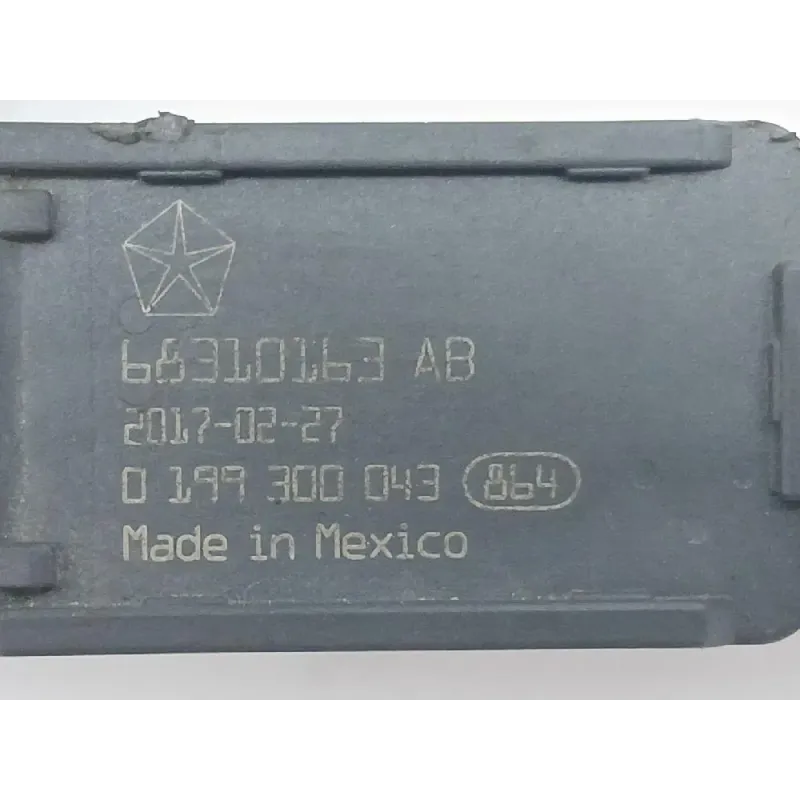 68310163 AB
2017-02-27
0 199 300 043 864
Made in Mexico